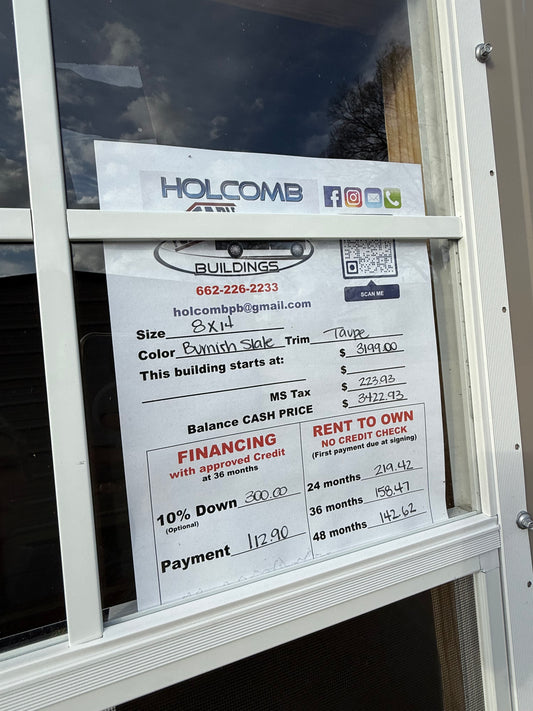 HOLCOMB
BUILDINGS
SCAN ME
662-226-2233
holcombpb@gmail.com
Size 8x14
Color Burnish Slate Trim Taupe
This building starts at: $ 3199.00
$
MS Tax $ 223.93
Balance CASH PRICE $ 3422.93
FINANCING
with approved Credit
at 36 months
10% Down 300.00
(Optional)
Payment 112.90
RENT TO OWN
NO CREDIT CHECK
(First payment due at signing)
24 months 219.42
36 months 158.47
48 months 142.62